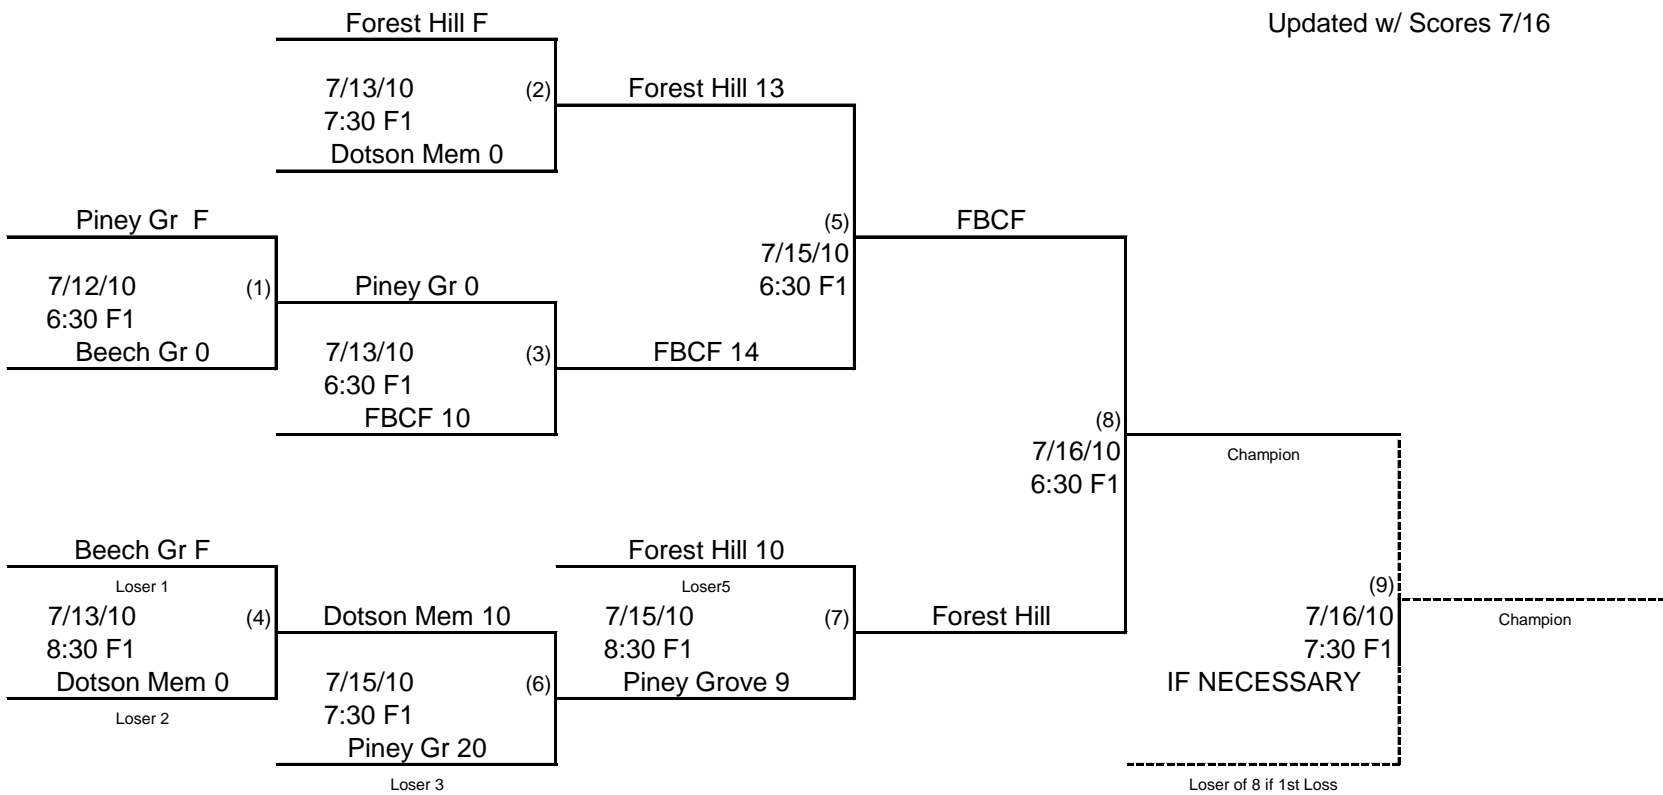 Forest Hill F
Updated w/ Scores 7/16
7/13/10
(2)
Forest Hill 13
7:30 F1
Dotson Mem 0
Piney Gr F
(5)
FBCF
7/15/10
7/12/10
(1)
Piney Gr 0
6:30 F1
6:30 F1
Beech Gr 0
7/13/10
(3)
FBCF 14
6:30 F1
FBCF 10
(8)
7/16/10
Champion
6:30 F1
Beech Gr F
Forest Hill 10
Loser 1
Loser5
(9)
7/13/10
(4)
Dotson Mem 10
7/15/10
(7)
Forest Hill
7/16/10
Champion
8:30 F1
8:30 F1
7:30 F1
Dotson Mem 0
7/15/10
(6)
Piney Grove 9
IF NECESSARY
Loser 2
7:30 F1
Piney Gr 20
Loser 3
Loser of 8 if 1st Loss